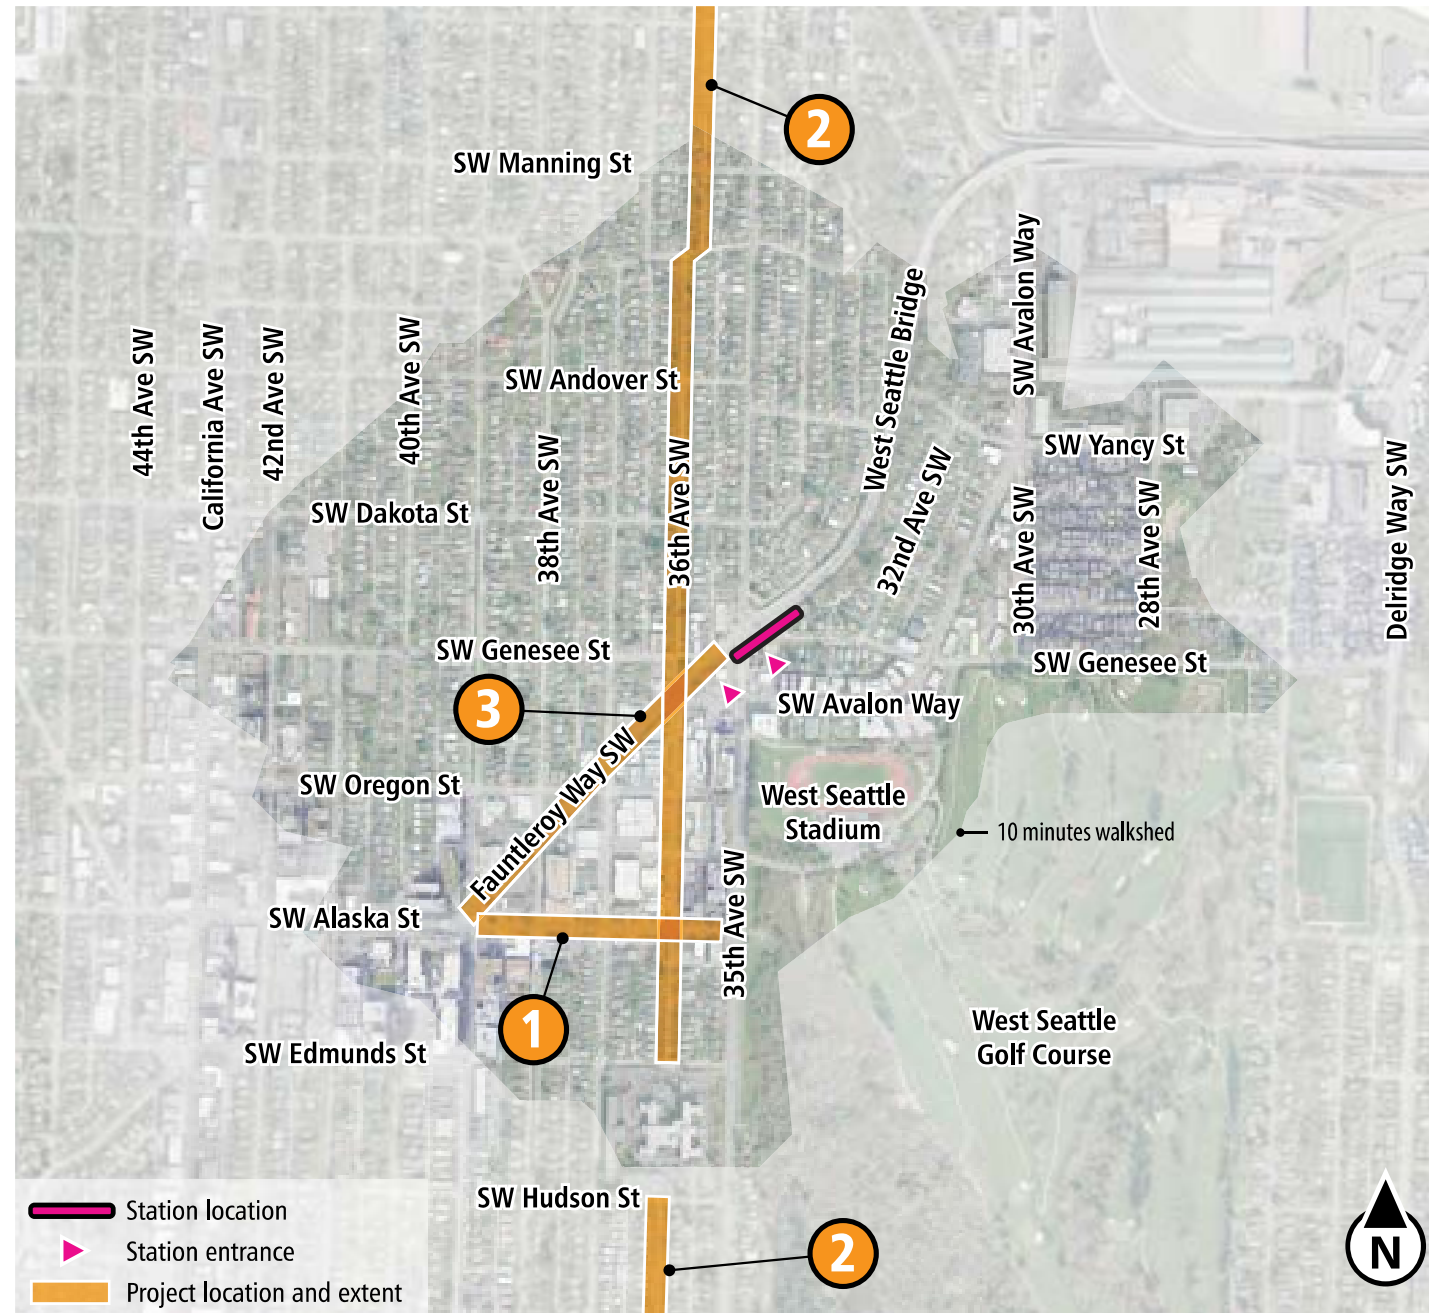 2
SW Manning St
SW Avalon Way
West Seattle Bridge
44th Ave SW
California Ave SW
42nd Ave SW
40th Ave SW
SW Andover St
38th Ave SW
36th Ave SW
32nd Ave SW
SW Yancy St
30th Ave SW
28th Ave SW
Delridge Way SW
SW Dakota St
SW Genesee St
SW Genesee St
3
SW Avalon Way
Fauntleroy Way SW
SW Oregon St
West Seattle
Stadium
10 minutes walkshed
35th Ave SW
SW Alaska St
1
SW Edmunds St
West Seattle
Golf Course
SW Hudson St
2
Station location
Station entrance
Project location and extent
N